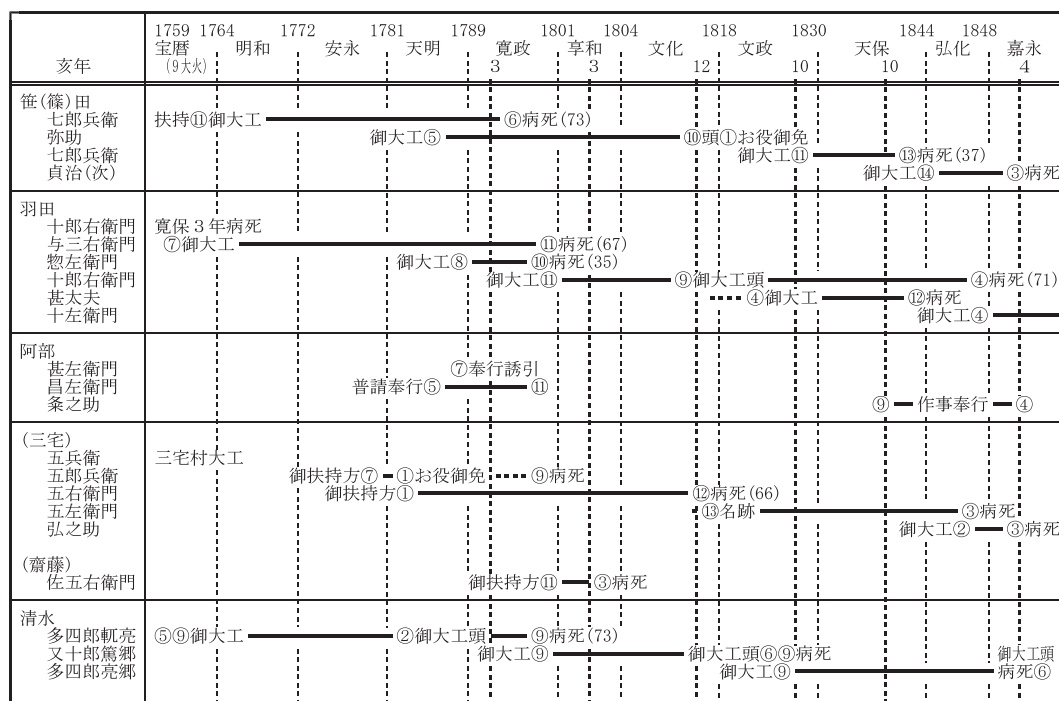 1759 1764 1772 1781 1789 1801 1804 1818 1830 1844 1848
宝暦 明和 安永 天明 寛政 享和 文化 文政 天保 弘化 嘉永
亥年 (9大火) 3 3 12 10 10 4
笹(篠)田
七郎兵衛 扶持⑪御大工 ⑥病死(73)
弥助 御大工⑤ ⑩頭①お役御免
七郎兵衛 御大工⑪ ⑬病死(37)
貞治(次) 御大工⑭ ③病死
羽田
十郎右衛門 寛保3年病死
与三右衛門 ⑦御大工 ⑪病死(67)
惣左衛門 御大工⑧ ⑩病死(35)
十郎右衛門 御大工⑪ ⑨御大工頭 ④病死(71)
甚太夫 ④御大工 ⑫病死
十左衛門 御大工④
阿部
甚左衛門 ⑦奉行誘引
昌左衛門 普請奉行⑤ ⑪
粂之助 ⑨ 作事奉行 ④
(三宅)
五兵衛 三宅村大工
五郎兵衛 御扶持方⑦ ①お役御免 ⑨病死
五右衛門 御扶持方① ⑫病死(66)
五左衛門 ⑬名跡 ③病死
弘之助 御大工② ③病死
(齋藤)
佐五右衛門 御扶持方⑪ ③病死
清水
多四郎軏亮 ⑤⑨御大工 ②御大工頭 ⑨病死(73)
又十郎篤郷 御大工⑨ 御大工頭⑥⑨病死 御大工頭
多四郎亮郷 御大工⑨ 病死⑥